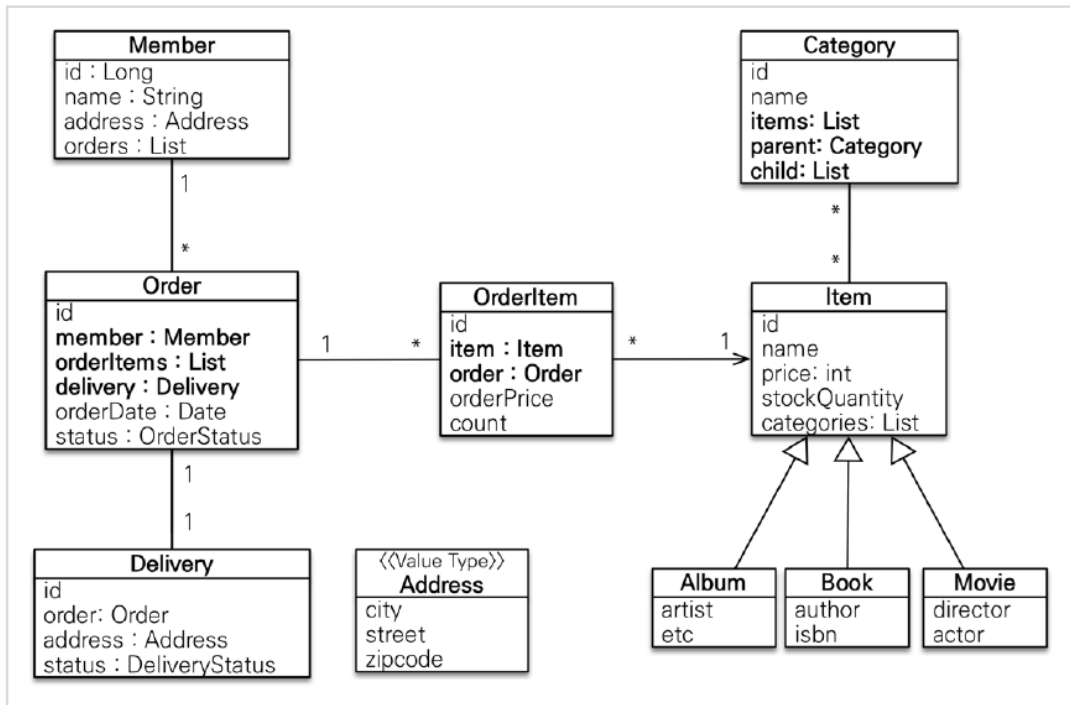 Member
id : Long
name : String
address : Address
orders : List
Category
id
name
items: List
parent: Category
child: List
1
*
*
*
Order
id
member : Member
orderItems : List
delivery : Delivery
orderDate : Date
status : OrderStatus
1
*
OrderItem
id
item : Item
order : Order
orderPrice
count
*
1
Item
id
name
price: int
stockQuantity
categories: List
1
1
Delivery
id
order: Order
address : Address
status : DeliveryStatus
⟨⟨Value Type⟩⟩
Address
city
street
zipcode
Album
artist
etc
Book
author
isbn
Movie
director
actor